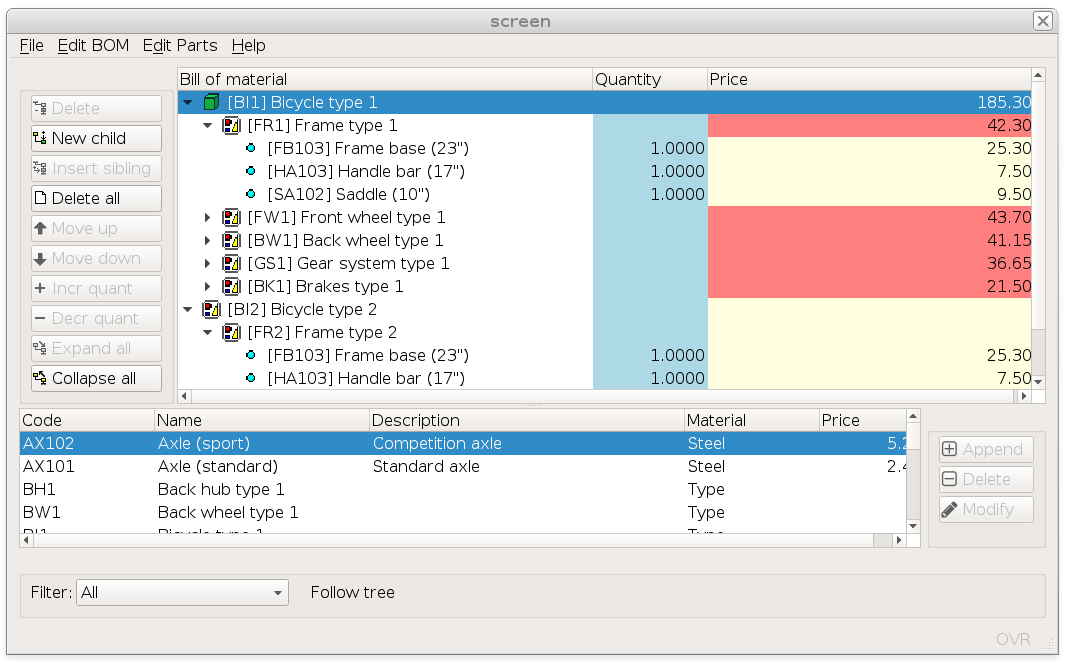 screen
File Edit BOM Edit Parts Help
Bill of material Quantity Price
Delete
New child
Insert sibling
Delete all
Move up
Move down
Incr quant
Decr quant
Expand all
Collapse all
[BI1] Bicycle type 1 185.30
[FR1] Frame type 1 42.30
[FB103] Frame base (23") 1.0000 25.30
[HA103] Handle bar (17") 1.0000 7.50
[SA102] Saddle (10") 1.0000 9.50
[FW1] Front wheel type 1 43.70
[BW1] Back wheel type 1 41.15
[GS1] Gear system type 1 36.65
[BK1] Brakes type 1 21.50
[BI2] Bicycle type 2
[FR2] Frame type 2
[FB103] Frame base (23") 1.0000 25.30
[HA103] Handle bar (17") 1.0000 7.50
Code Name Description Material Price
AX102 Axle (sport) Competition axle Steel 5.2
AX101 Axle (standard) Standard axle Steel 2.4
BH1 Back hub type 1 Type
BW1 Back wheel type 1 Type
BI1 Bicycle type 1 Type
Append
Delete
Modify
Filter: All Follow tree
OVR